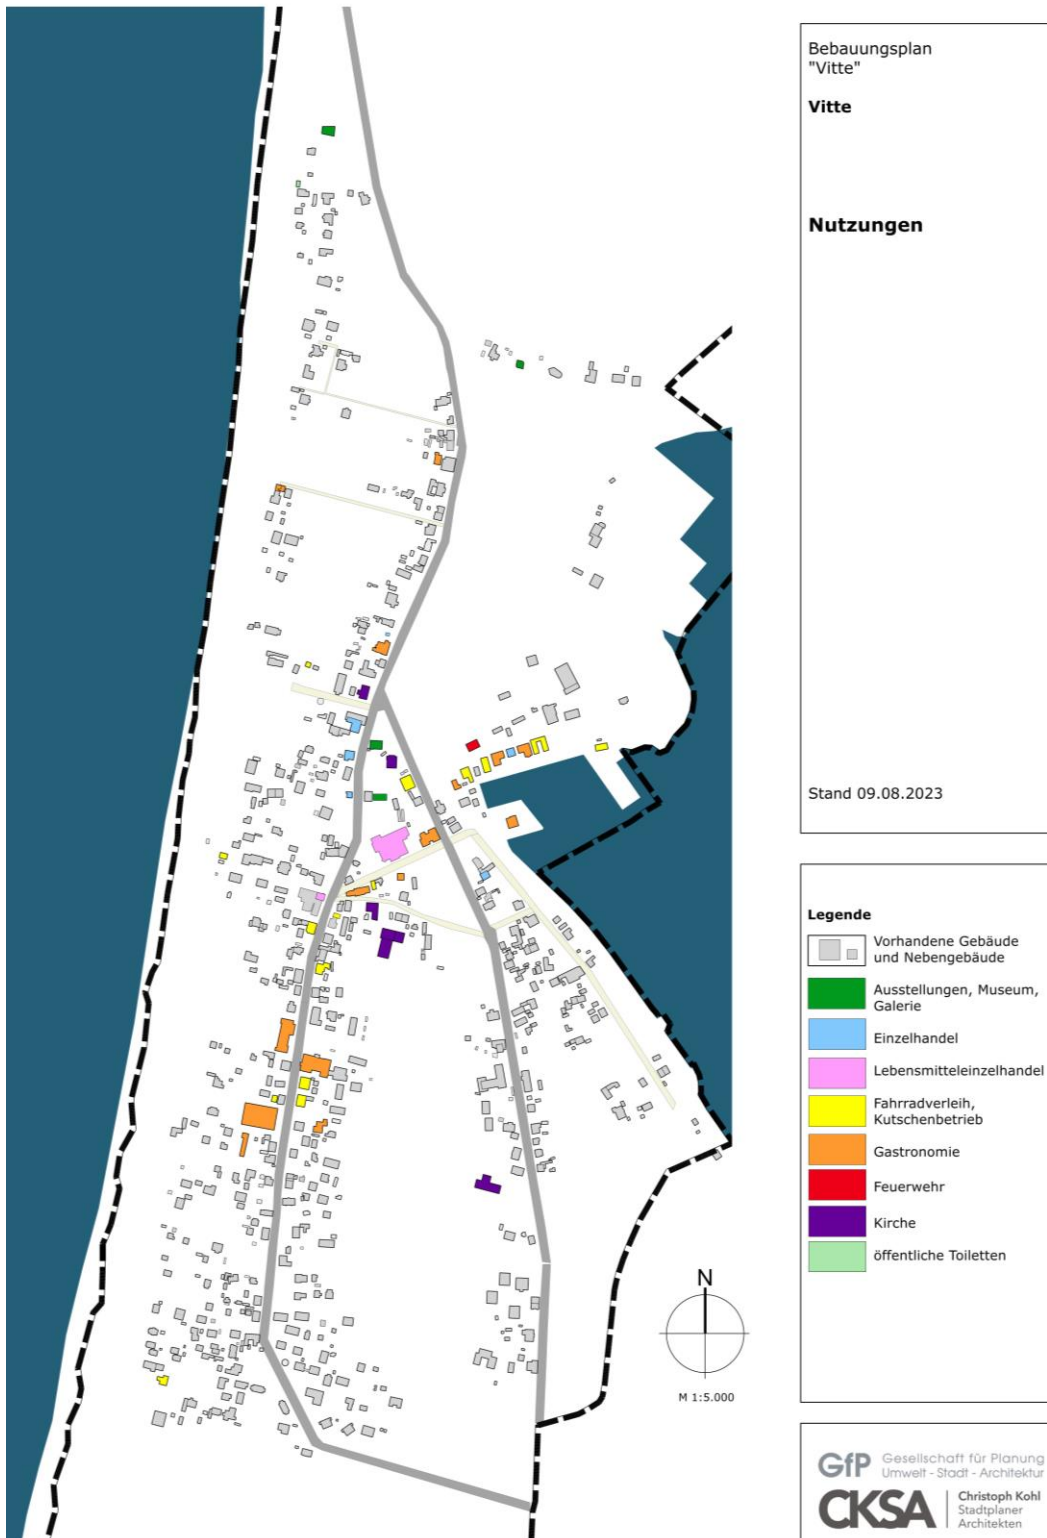 Bebauungsplan
"Vitte"
Vitte
Nutzungen
Stand 09.08.2023
Legende
Vorhandene Gebäude
und Nebengebäude
Ausstellungen, Museum,
Galerie
Einzelhandel
Lebensmitteleinzelhandel
Fahrradverleih,
Kutschenbetrieb
Gastronomie
Feuerwehr
Kirche
öffentliche Toiletten
N
M 1:5.000
GfP Gesellschaft für Planung
Umwelt - Stadt - Architektur
CKSA Christoph Kohl
Stadtplaner
Architekten